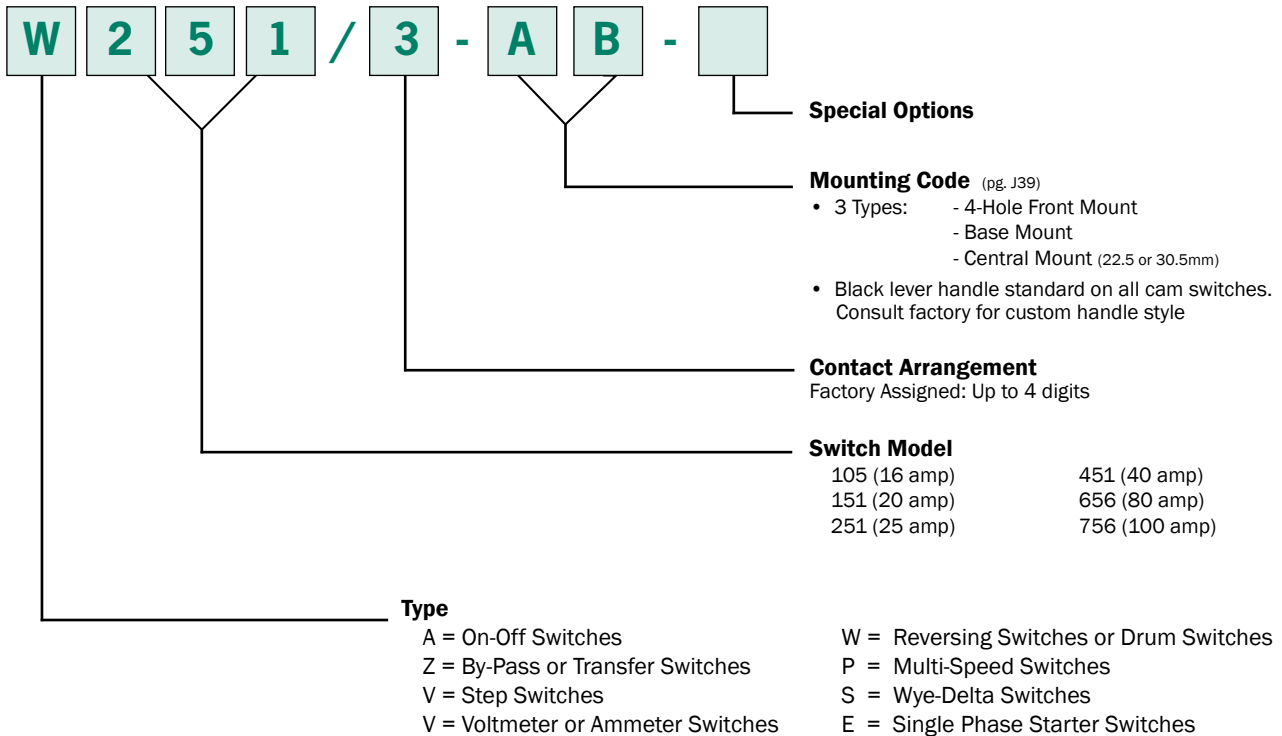 W 2 5 1 / 3 - A B -
Special Options
Mounting Code (pg. J39)
• 3 Types: - 4-Hole Front Mount
- Base Mount
- Central Mount (22.5 or 30.5mm)
• Black lever handle standard on all cam switches.
Consult factory for custom handle style
Contact Arrangement
Factory Assigned: Up to 4 digits
Switch Model
105 (16 amp) 451 (40 amp)
151 (20 amp) 656 (80 amp)
251 (25 amp) 756 (100 amp)
Type
A = On-Off Switches W = Reversing Switches or Drum Switches
Z = By-Pass or Transfer Switches P = Multi-Speed Switches
V = Step Switches S = Wye-Delta Switches
V = Voltmeter or Ammeter Switches E = Single Phase Starter Switches